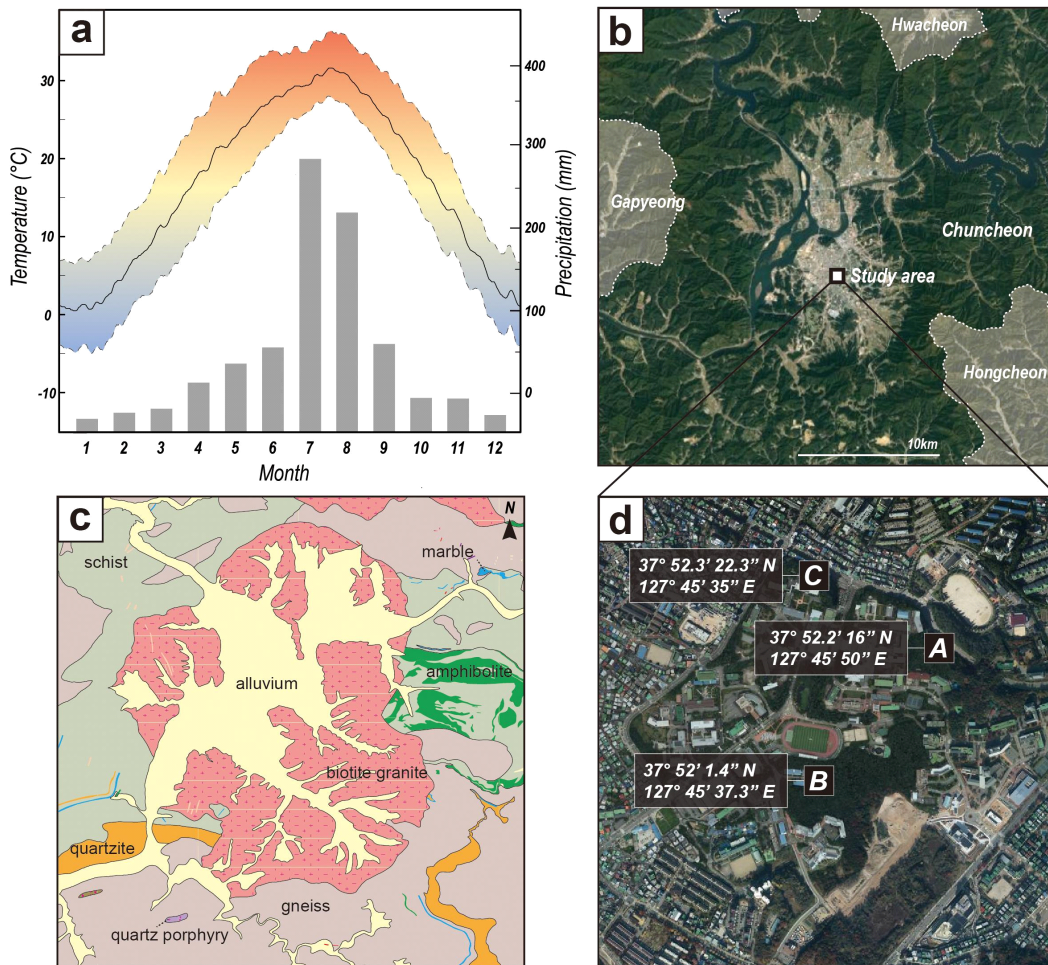 a
Temperature (°C)
30
20
10
0
-10
400
300
200
100
0
Precipitation (mm)
1 2 3 4 5 6 7 8 9 10 11 12
Month
b
Hwacheon
Gapyeong
Chuncheon
Study area
Hongcheon
10km
c
N
schist
marble
alluvium
amphibolite
biotite granite
quartzite
gneiss
quartz porphyry
d
37° 52.3’ 22.3” N
127° 45’ 35” E
C
37° 52.2’ 16” N
127° 45’ 50” E
A
37° 52’ 1.4” N
127° 45’ 37.3” E
B